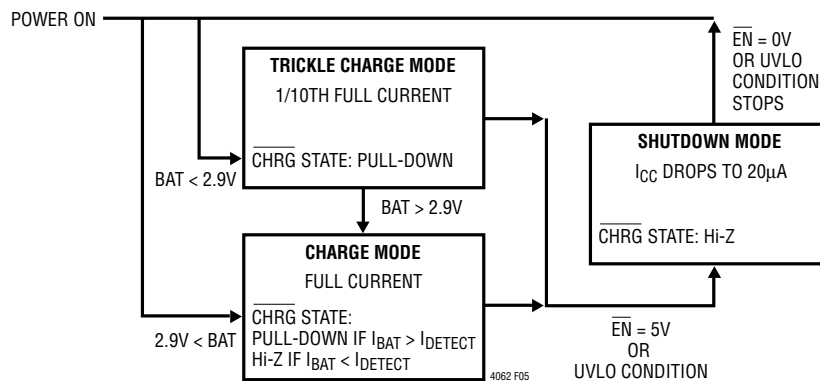 POWER ON
TRICKLE CHARGE MODE
1/10TH FULL CURRENT
CHRG STATE: PULL-DOWN
BAT < 2.9V
BAT > 2.9V
CHARGE MODE
FULL CURRENT
CHRG STATE:
PULL-DOWN IF IBAT > IDETECT
Hi-Z IF IBAT < IDETECT
2.9V < BAT
4062 F05
EN = 0V
OR UVLO
CONDITION
STOPS
SHUTDOWN MODE
ICC DROPS TO 20µA
CHRG STATE: Hi-Z
EN = 5V
OR
UVLO CONDITION